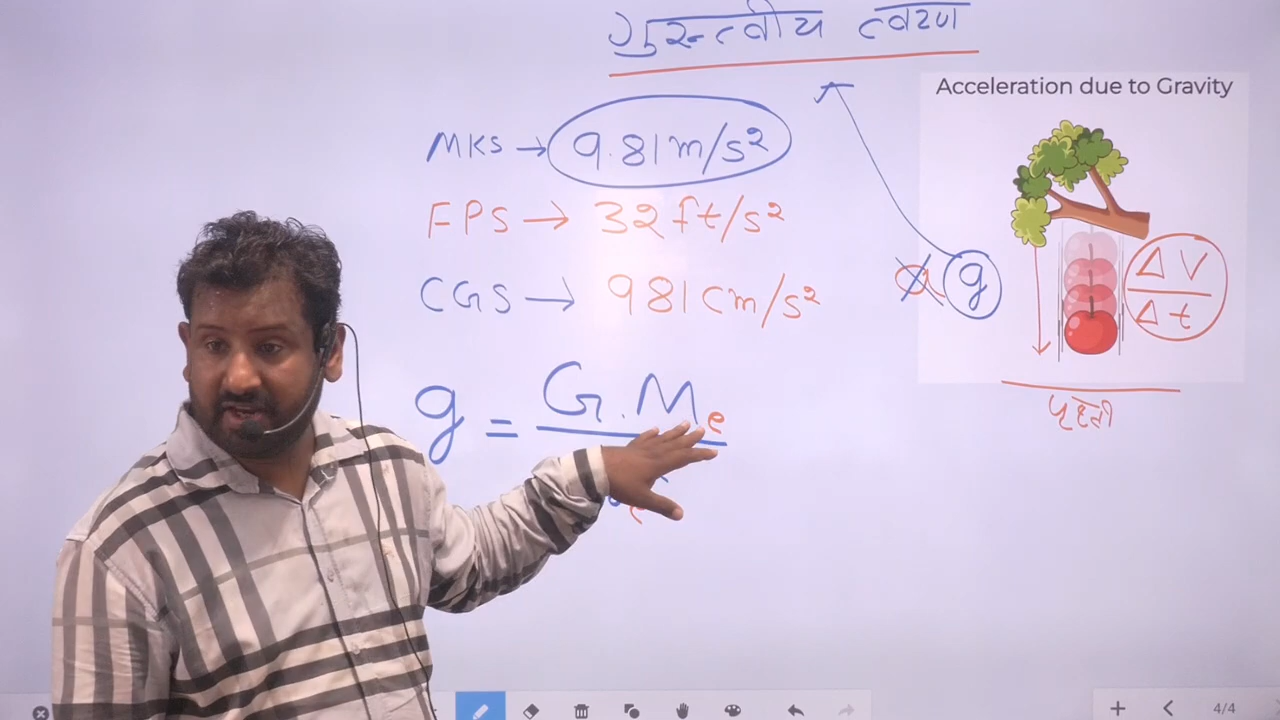 गुरुत्वीय त्वरण
Acceleration due to Gravity
MKS → 9.81 m/s²
FPS → 32 ft/s²
CGS → 981 cm/s²
a g
ΔV
Δt
पृथ्वी
g = G.Me
4/4